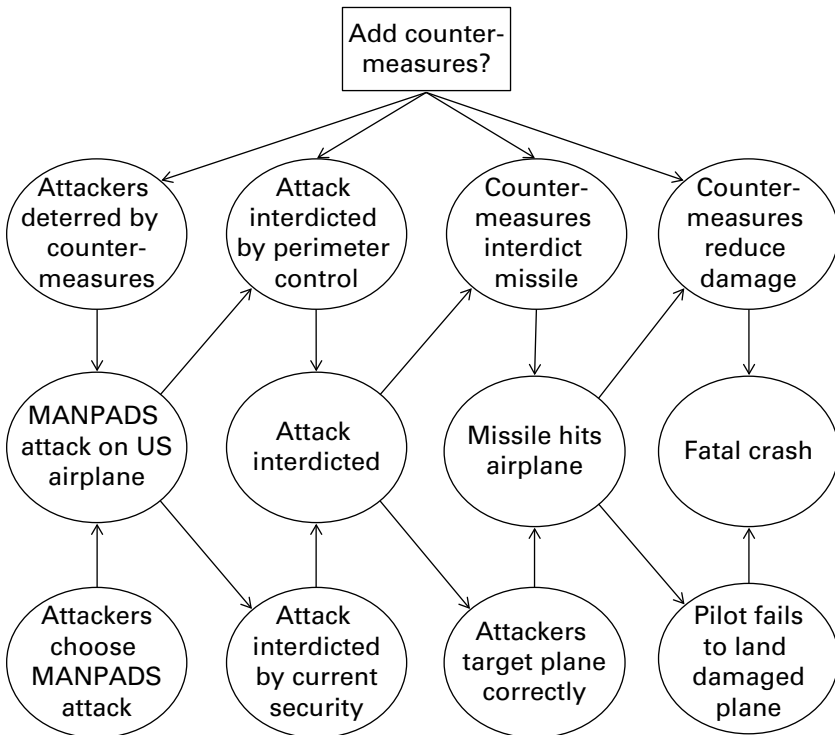 Add counter-
measures?
Attackers
deterred by
counter-
measures
Attack
interdicted
by perimeter
control
Counter-
measures
interdict
missile
Counter-
measures
reduce
damage
MANPADS
attack on US
airplane
Attack
interdicted
Missile hits
airplane
Fatal crash
Attackers
choose
MANPADS
attack
Attack
interdicted
by current
security
Attackers
target plane
correctly
Pilot fails
to land
damaged
plane